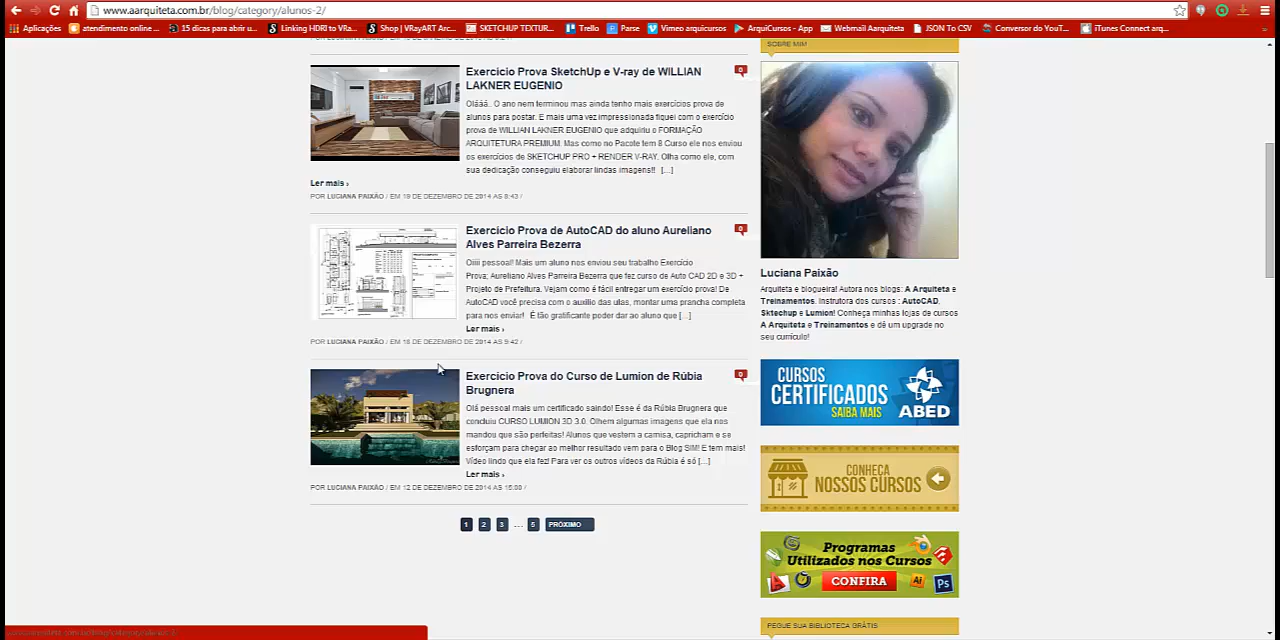 www.aarquiteta.com.br/blog/category/alunos-2/
Aplicações
atendimento online ...
15 dicas para abrir u...
Linking HDRI to VRa...
Shop | VRayART Arc...
SKETCHUP TEXTUR...
Trello
Parse
Vimeo arquicursos
ArquiCursos - App
Webmail Aarquiteta
JSON To CSV
Conversor do YouT...
iTunes Connect arq...
Exercício Prova SketchUp e V-ray de WILLIAN
LAKNER EUGENIO
0
Olááá.. O ano nem terminou mas ainda tenho mais exercícios prova de
alunos para postar. E mais uma vez impressionada fiquei com o exercício
prova de WILLIAN LAKNER EUGENIO que adquiriu o FORMAÇÃO
ARQUITETURA PREMIUM. Mas como no Pacote tem 8 Curso ele nos enviou
os exercícios de SKETCHUP PRO + RENDER V-RAY. Olha como ele, com
sua dedicação conseguiu elaborar lindas imagens!! [...]
Ler mais ›
POR LUCIANA PAIXÃO / EM 19 DE DEZEMBRO DE 2014 AS 8:43 /
Exercício Prova de AutoCAD do aluno Aureliano
Alves Parreira Bezerra
0
Oiiii pessoal! Mais um aluno nos enviou seu trabalho Exercício
Prova; Aureliano Alves Parreira Bezerra que fez curso de Auto CAD 2D e 3D +
Projeto de Prefeitura. Vejam como é fácil entregar um exercício prova! De
AutoCAD você precisa com o auxílio das ulas, montar uma prancha completa
para nos enviar! É tão gratificante poder dar ao aluno que [...]
Ler mais ›
POR LUCIANA PAIXÃO / EM 18 DE DEZEMBRO DE 2014 AS 9:42 /
Exercício Prova do Curso de Lumion de Rúbia
Brugnera
0
Olá pessoal mais um certificado saindo! Esse é da Rúbia Brugnera que
concluiu CURSO LUMION 3D 3.0. Olhem algumas imagens que ela nos
mandou que são perfeitas! Alunos que vestem a camisa, capricham e se
esforçam para chegar ao melhor resultado vem para o Blog SIM! E tem mais!
Vídeo lindo que ela fez! Para ver os outros vídeos da Rúbia é só [...]
Ler mais ›
POR LUCIANA PAIXÃO / EM 12 DE DEZEMBRO DE 2014 AS 15:00 /
1 2 3 ... 5 PRÓXIMO
SOBRE MIM
Luciana Paixão
Arquiteta e blogueira! Autora nos blogs: A Arquiteta e
Treinamentos. Instrutora dos cursos : AutoCAD,
Sktechup e Lumion! Conheça minhas lojas de cursos
A Arquiteta e Treinamentos e dê um upgrade no
seu currículo!
CURSOS
CERTIFICADOS
SAIBA MAIS
ABED
CONHEÇA
NOSSOS CURSOS
Programas
Utilizados nos Cursos
CONFIRA
Ai
Ps
PEGUE SUA BIBLIOTECA GRÁTIS